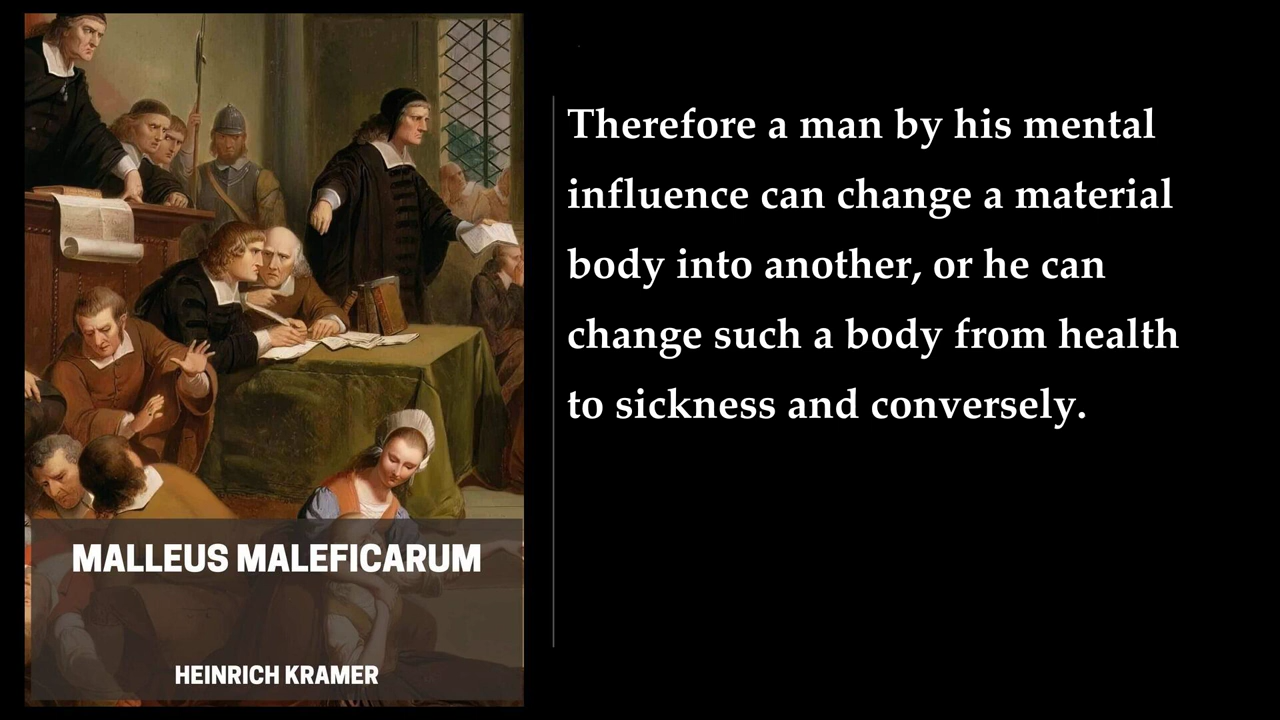 MALLEUS MALEFICARUM
HEINRICH KRAMER
Therefore a man by his mental
influence can change a material
body into another, or he can
change such a body from health
to sickness and conversely.